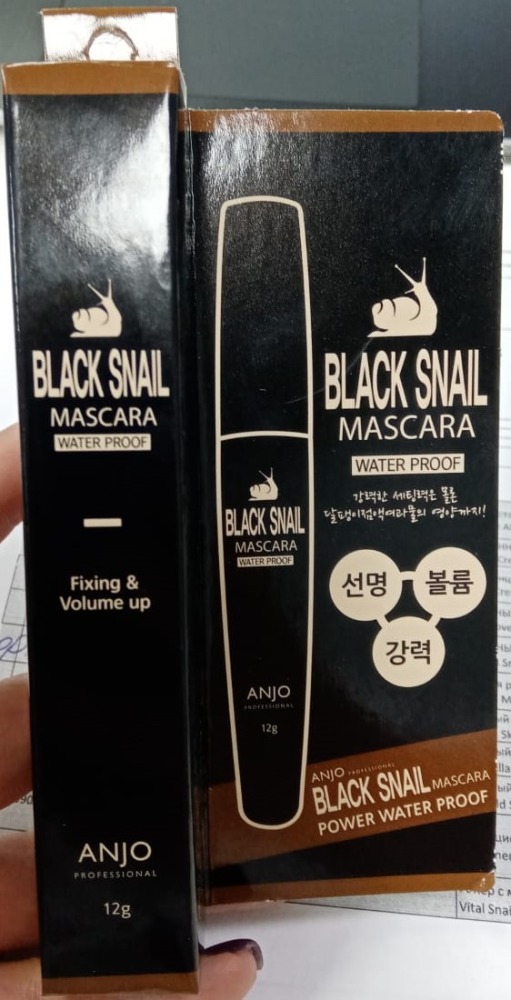 BLACK SNAIL
MASCARA
WATER PROOF
Fixing &
Volume up
ANJO
PROFESSIONAL
12g
BLACK SNAIL
MASCARA
WATER PROOF
ANJO
PROFESSIONAL
12g
BLACK SNAIL
MASCARA
WATER PROOF
강력한 세팅력은 물론
달팽이점액여과물의 영양까지!
선명
볼륨
강력
ANJO PROFESSIONAL
BLACK SNAIL MASCARA
POWER WATER PROOF
Vital Snai